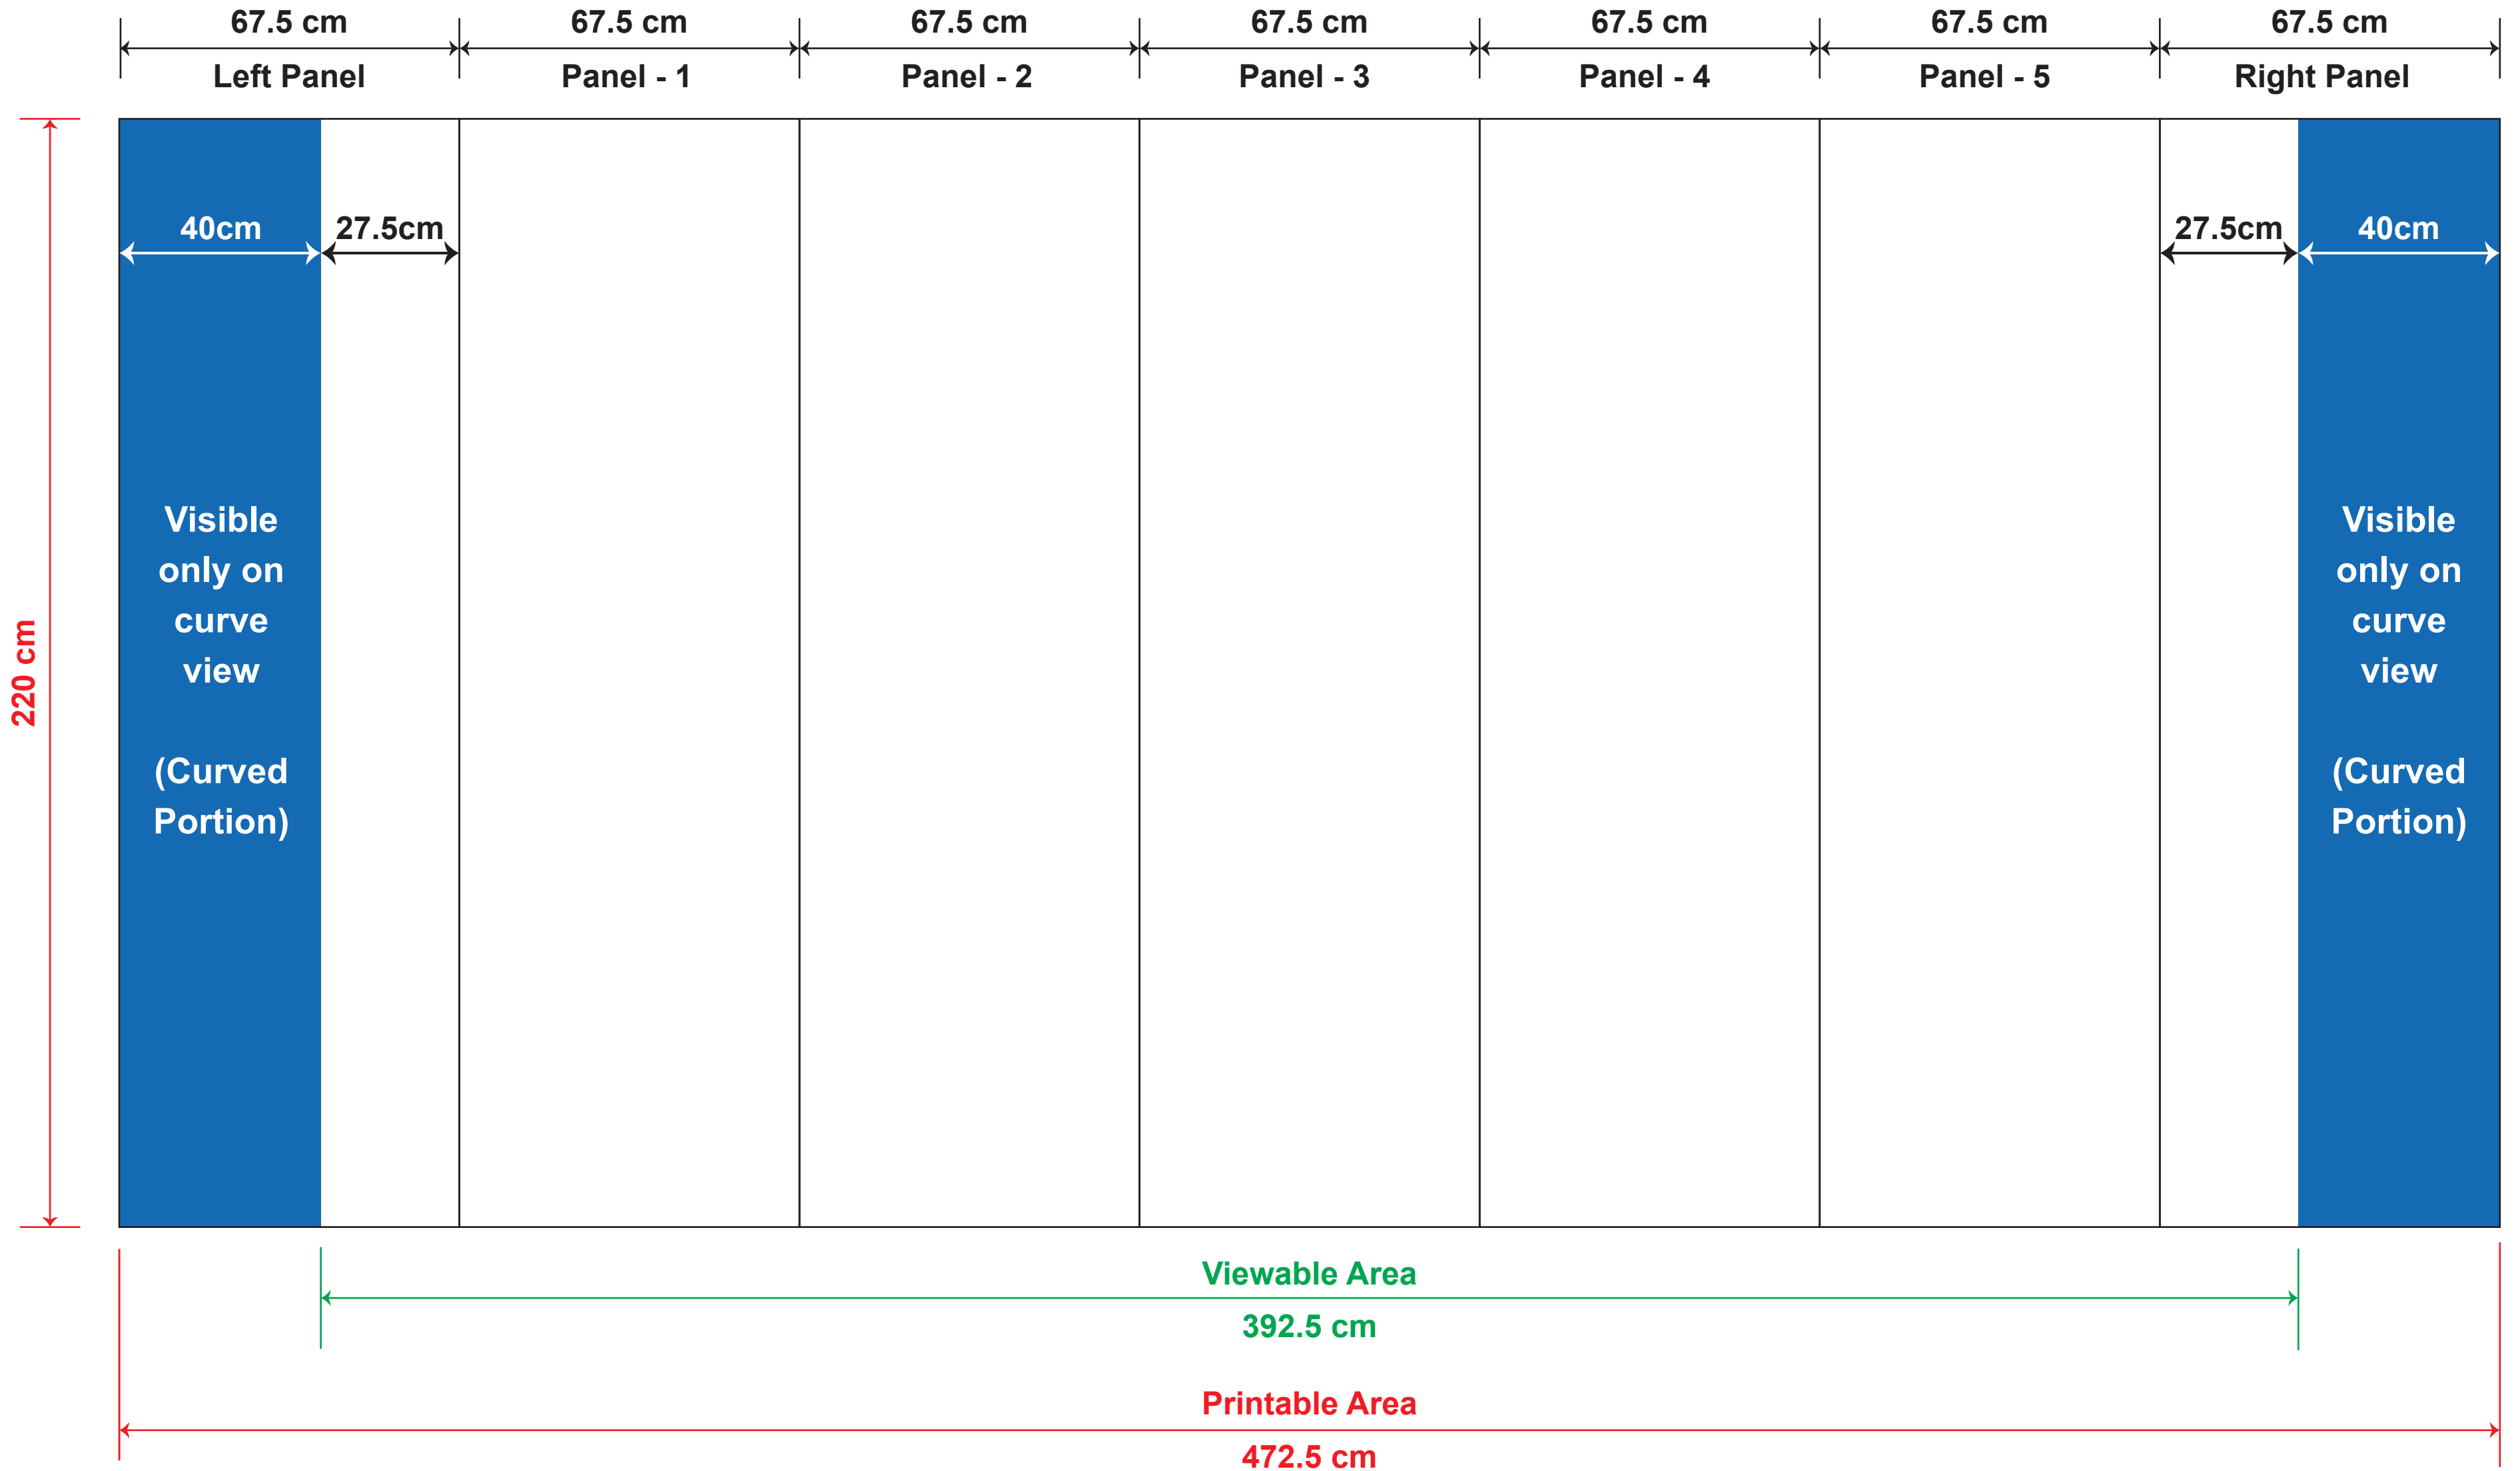 67.5 cm 67.5 cm 67.5 cm 67.5 cm 67.5 cm 67.5 cm 67.5 cm
Left Panel Panel - 1 Panel - 2 Panel - 3 Panel - 4 Panel - 5 Right Panel
40cm 27.5cm 27.5cm 40cm
Visible
only on
curve
view
(Curved
Portion)
Visible
only on
curve
view
(Curved
Portion)
220 cm
Viewable Area
392.5 cm
Printable Area
472.5 cm